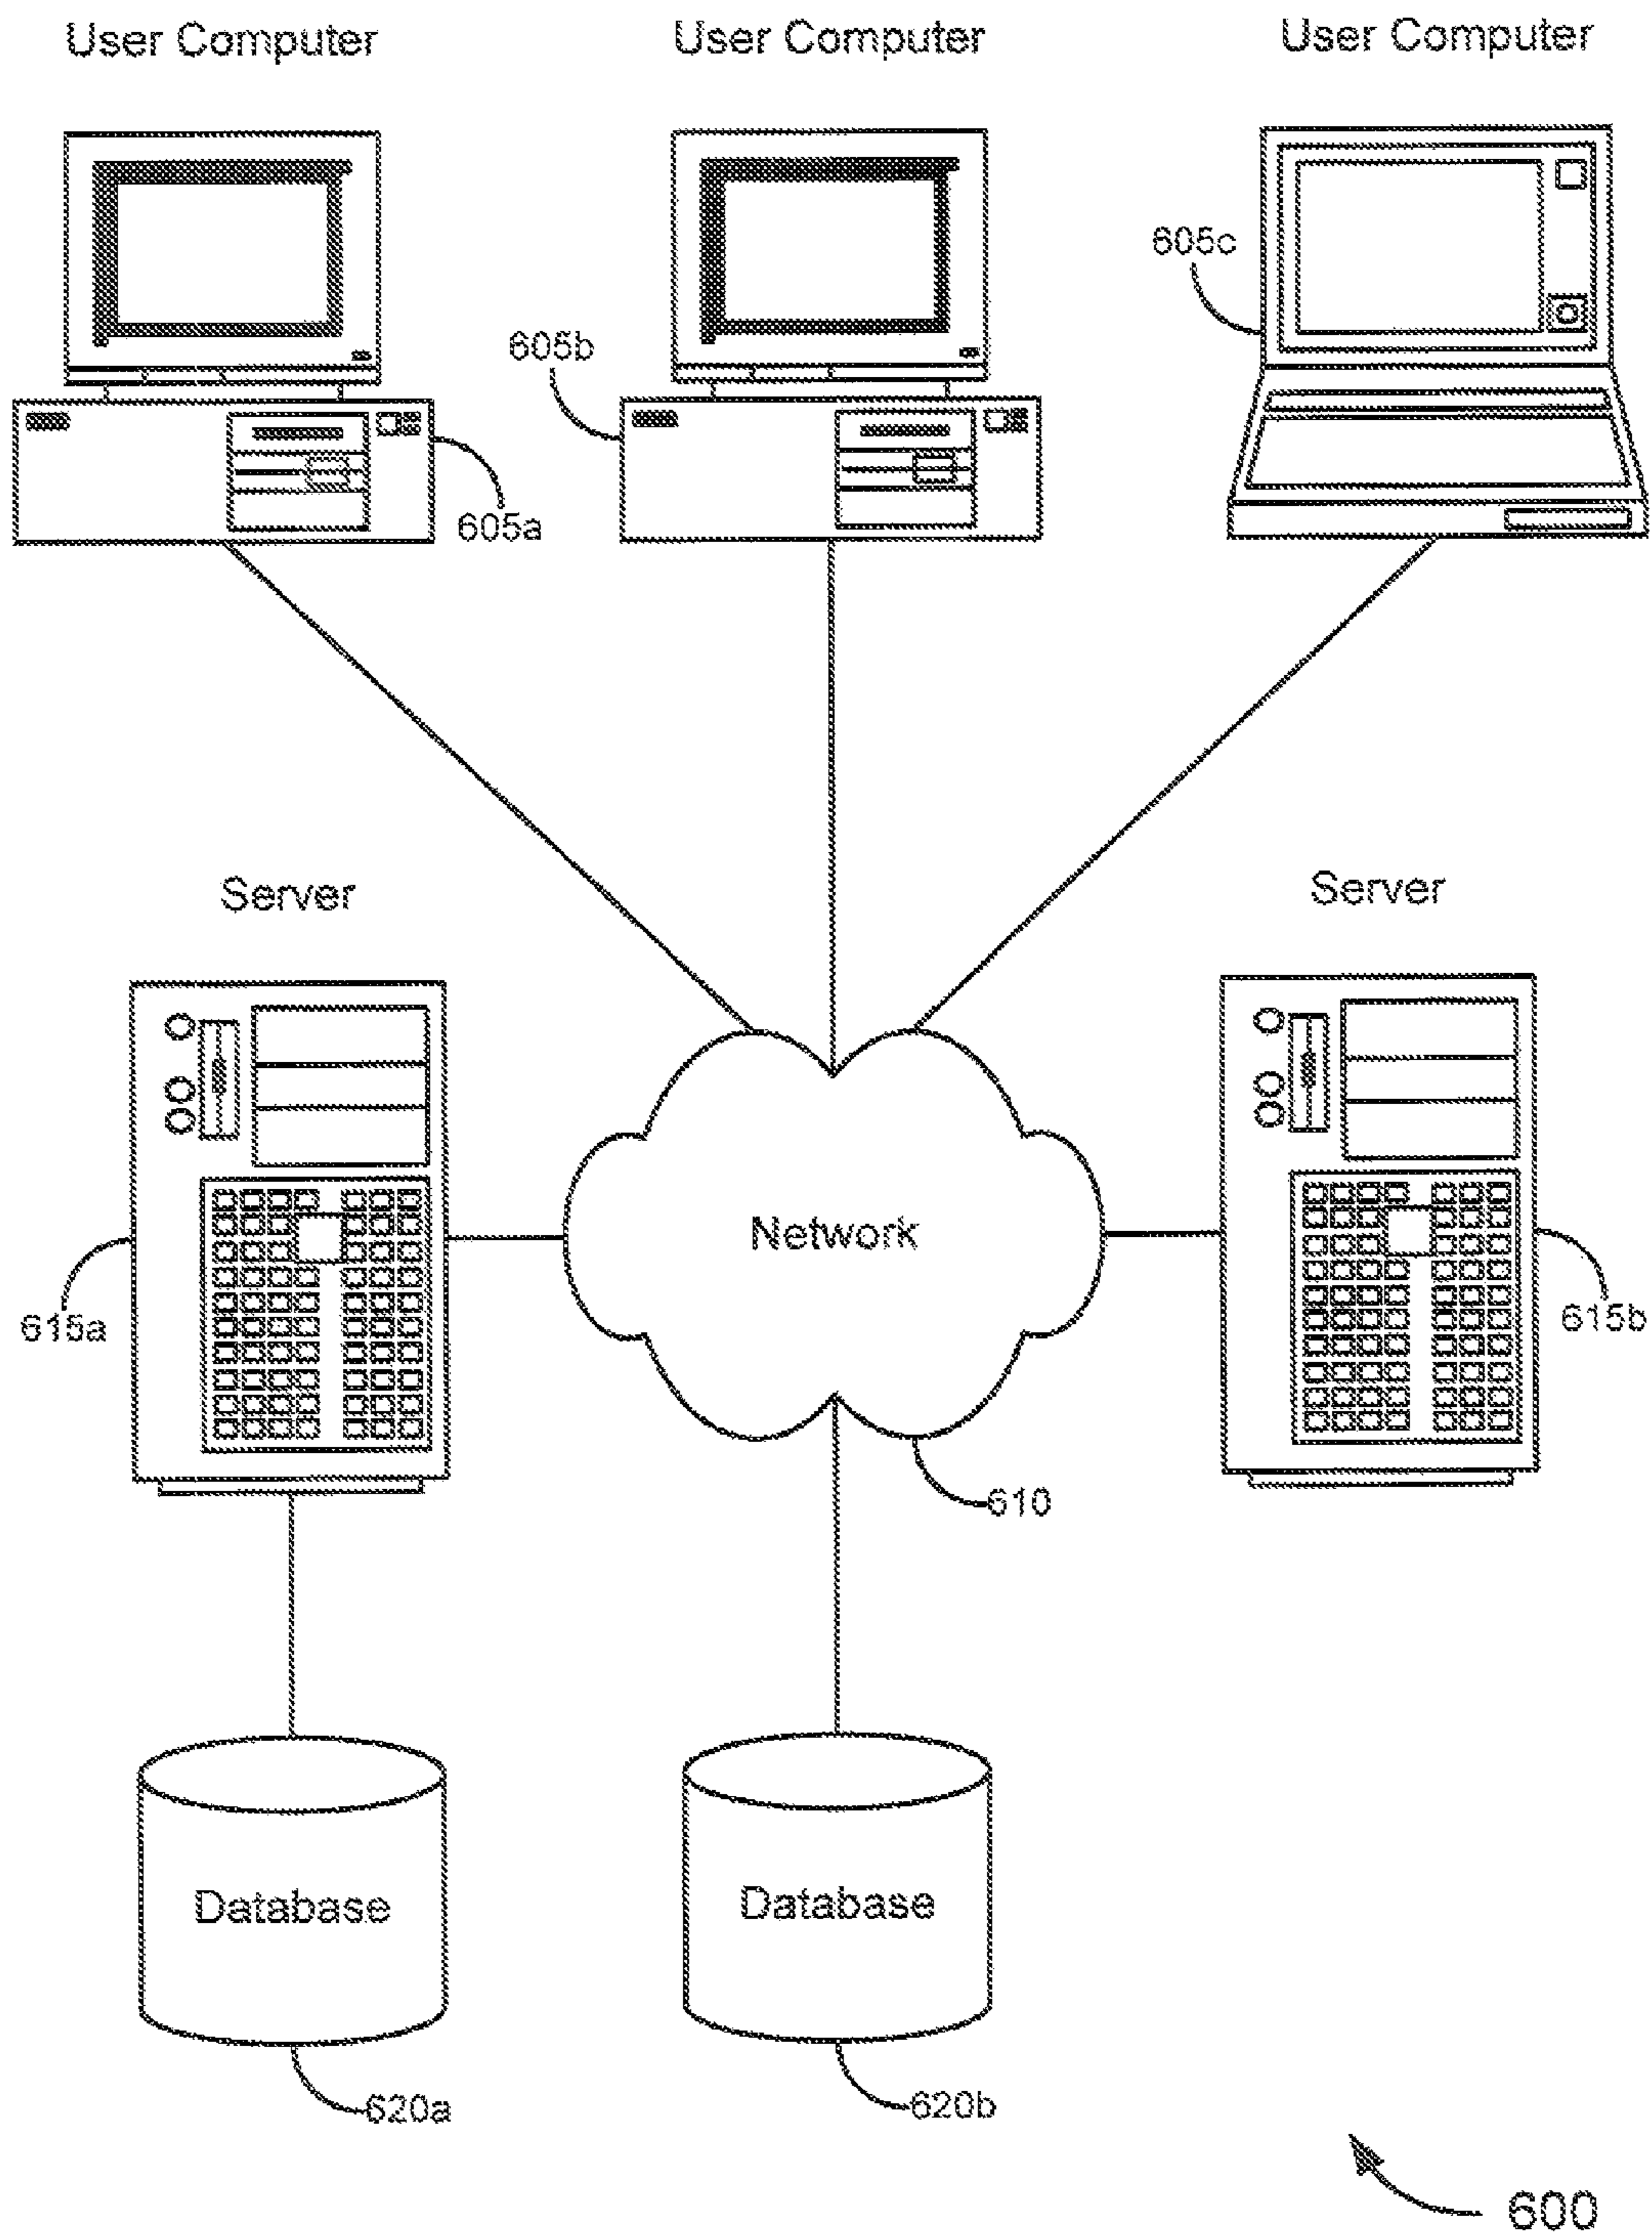 User Computer
User Computer
User Computer
605c
605b
605a
Server
Server
Network
615a
615b
610
Database
Database
620a
620b
600